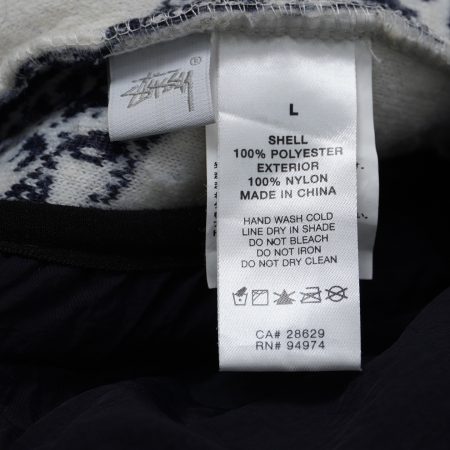 STÜSSY ®
L
SHELL
100% POLYESTER
EXTERIOR
100% NYLON
MADE IN CHINA
HAND WASH COLD
LINE DRY IN SHADE
DO NOT BLEACH
DO NOT IRON
DO NOT DRY CLEAN
CA# 28629
RN# 94974